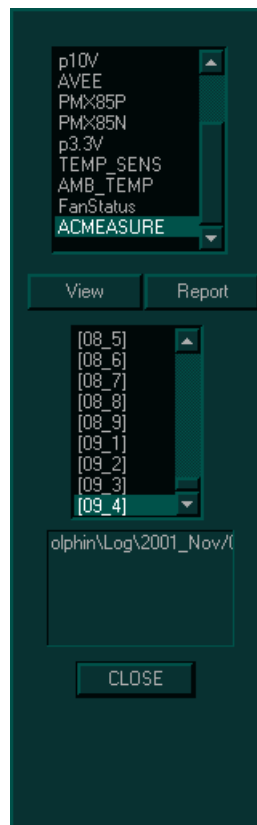 p10V
AVEE
PMX85P
PMX85N
p3.3V
TEMP_SENS
AMB_TEMP
FanStatus
ACMEASURE
View Report
[08_5]
[08_6]
[08_7]
[08_8]
[08_9]
[09_1]
[09_2]
[09_3]
[09_4]
olphin\Log\2001_Nov/(
CLOSE